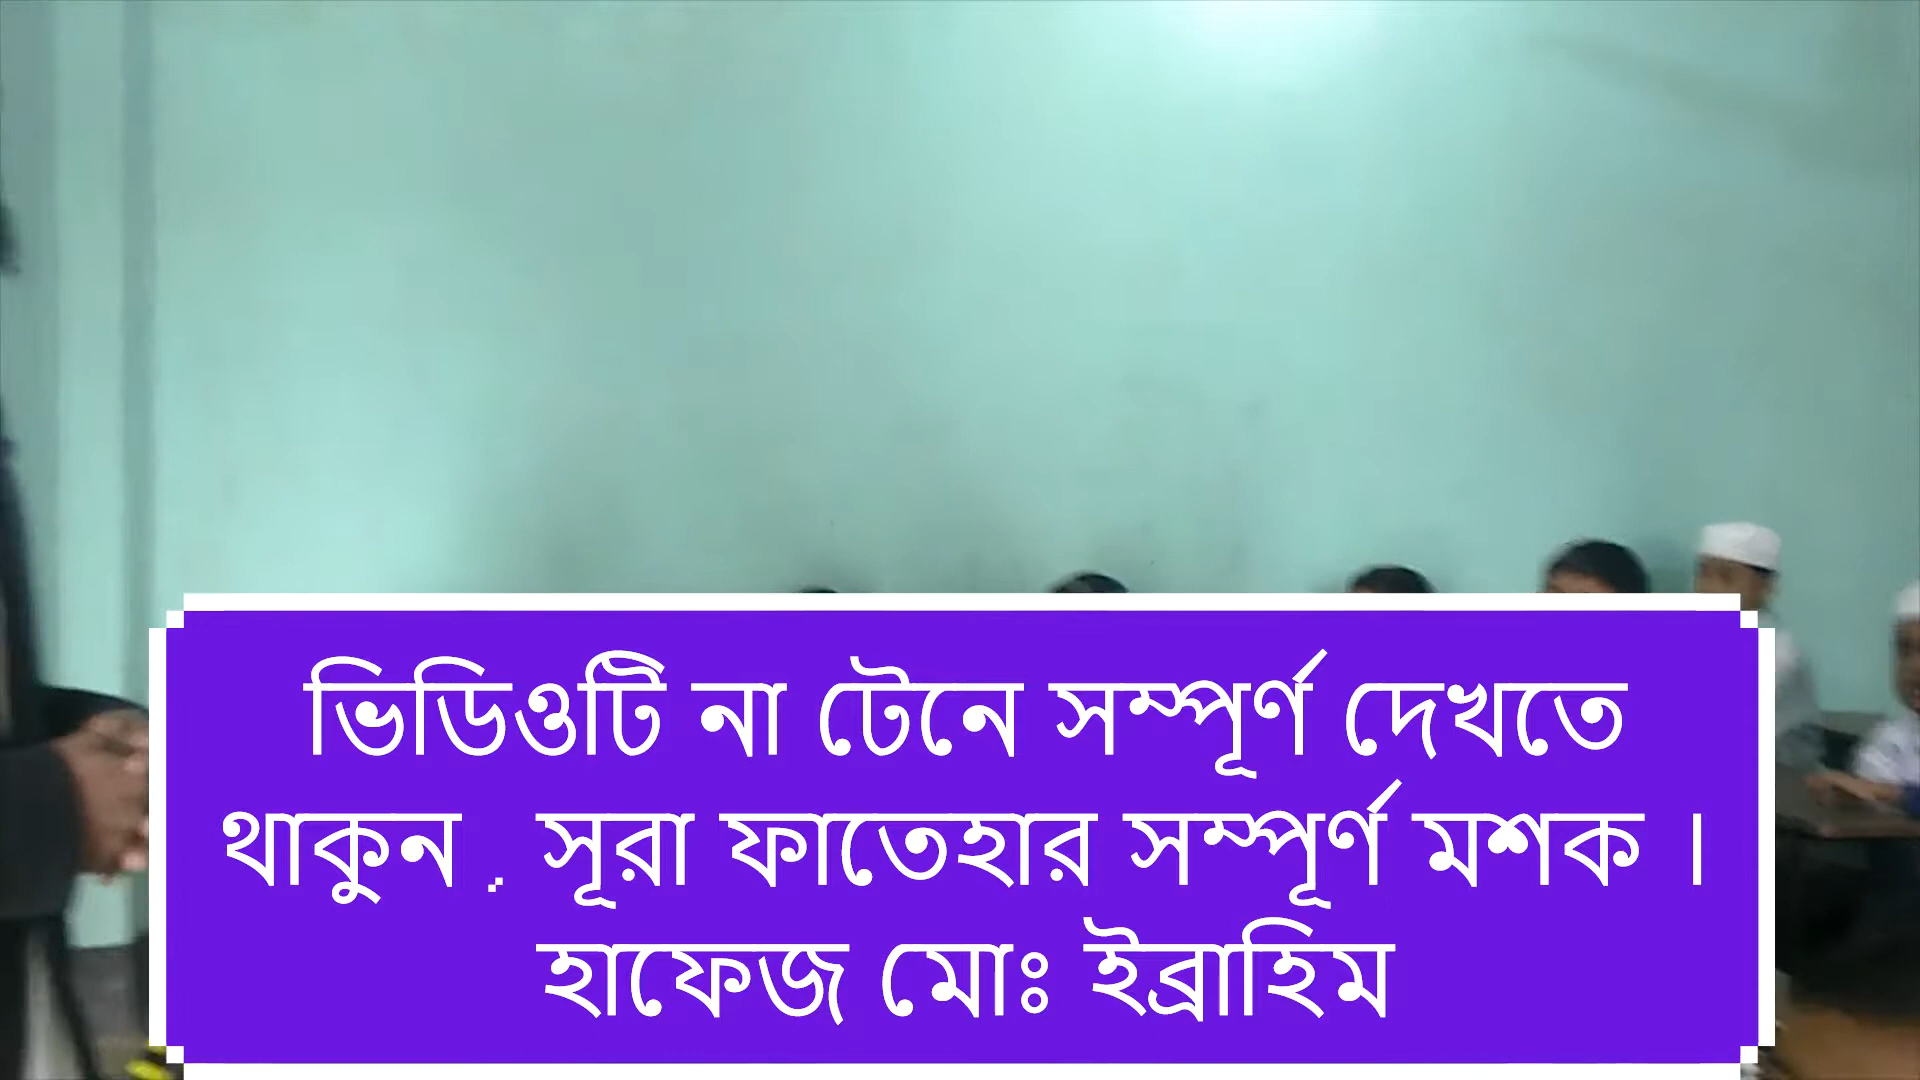 ভিডিওটি না টেনে সম্পূর্ণ দেখতে
থাকুন . সূরা ফাতেহার সম্পূর্ণ মশক ।
হাফেজ মোঃ ইব্রাহিম